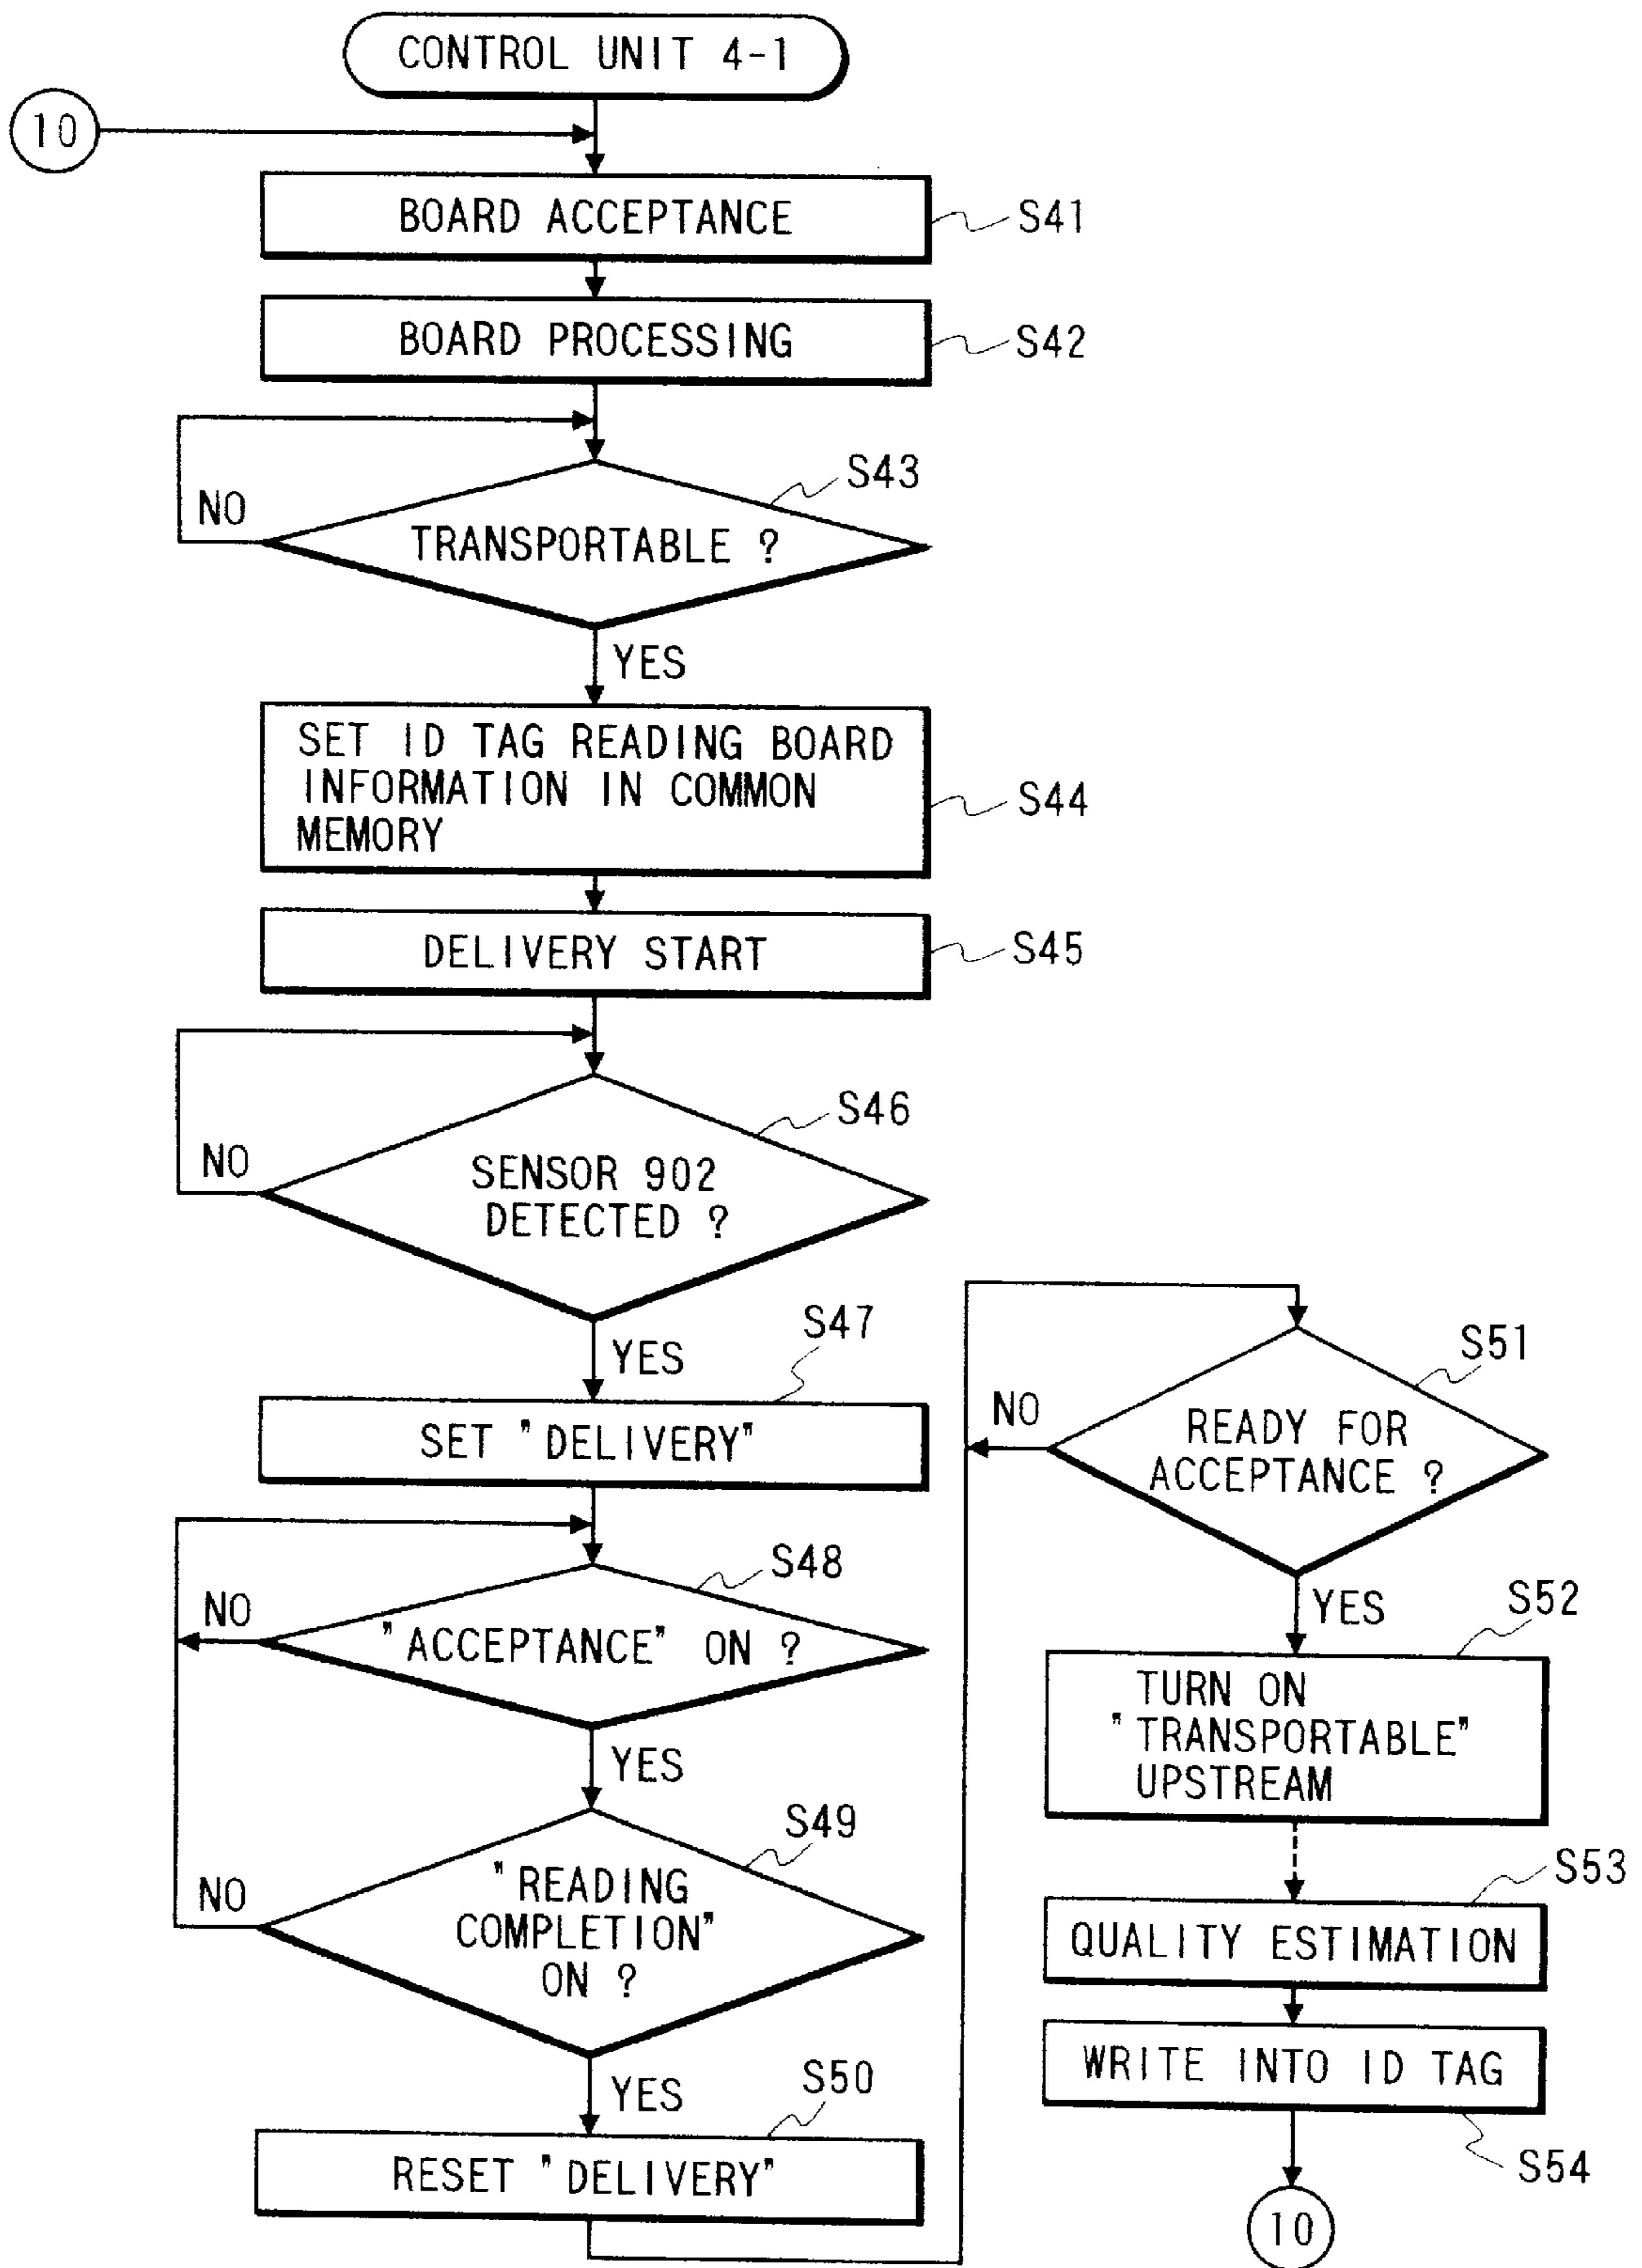 CONTROL UNIT 4-1
10
BOARD ACCEPTANCE
S41
BOARD PROCESSING
S42
S43
NO
TRANSPORTABLE ?
YES
SET ID TAG READING BOARD
INFORMATION IN COMMON
MEMORY
S44
DELIVERY START
S45
S46
NO
SENSOR 902
DETECTED ?
YES
S47
SET "DELIVERY"
S48
NO
"ACCEPTANCE" ON ?
YES
S49
NO
"READING
COMPLETION"
ON ?
YES
S50
RESET "DELIVERY"
S51
NO
READY FOR
ACCEPTANCE ?
YES
S52
TURN ON
"TRANSPORTABLE"
UPSTREAM
S53
QUALITY ESTIMATION
WRITE INTO ID TAG
S54
10